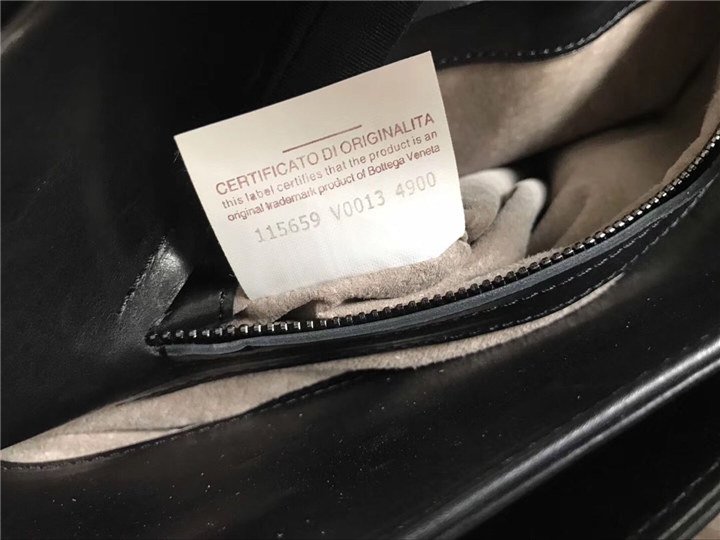 CERTIFICATO DI ORIGINALITA
this label certifies that the product is an
original trademark product of Bottega Veneta
115659 V0013 4900